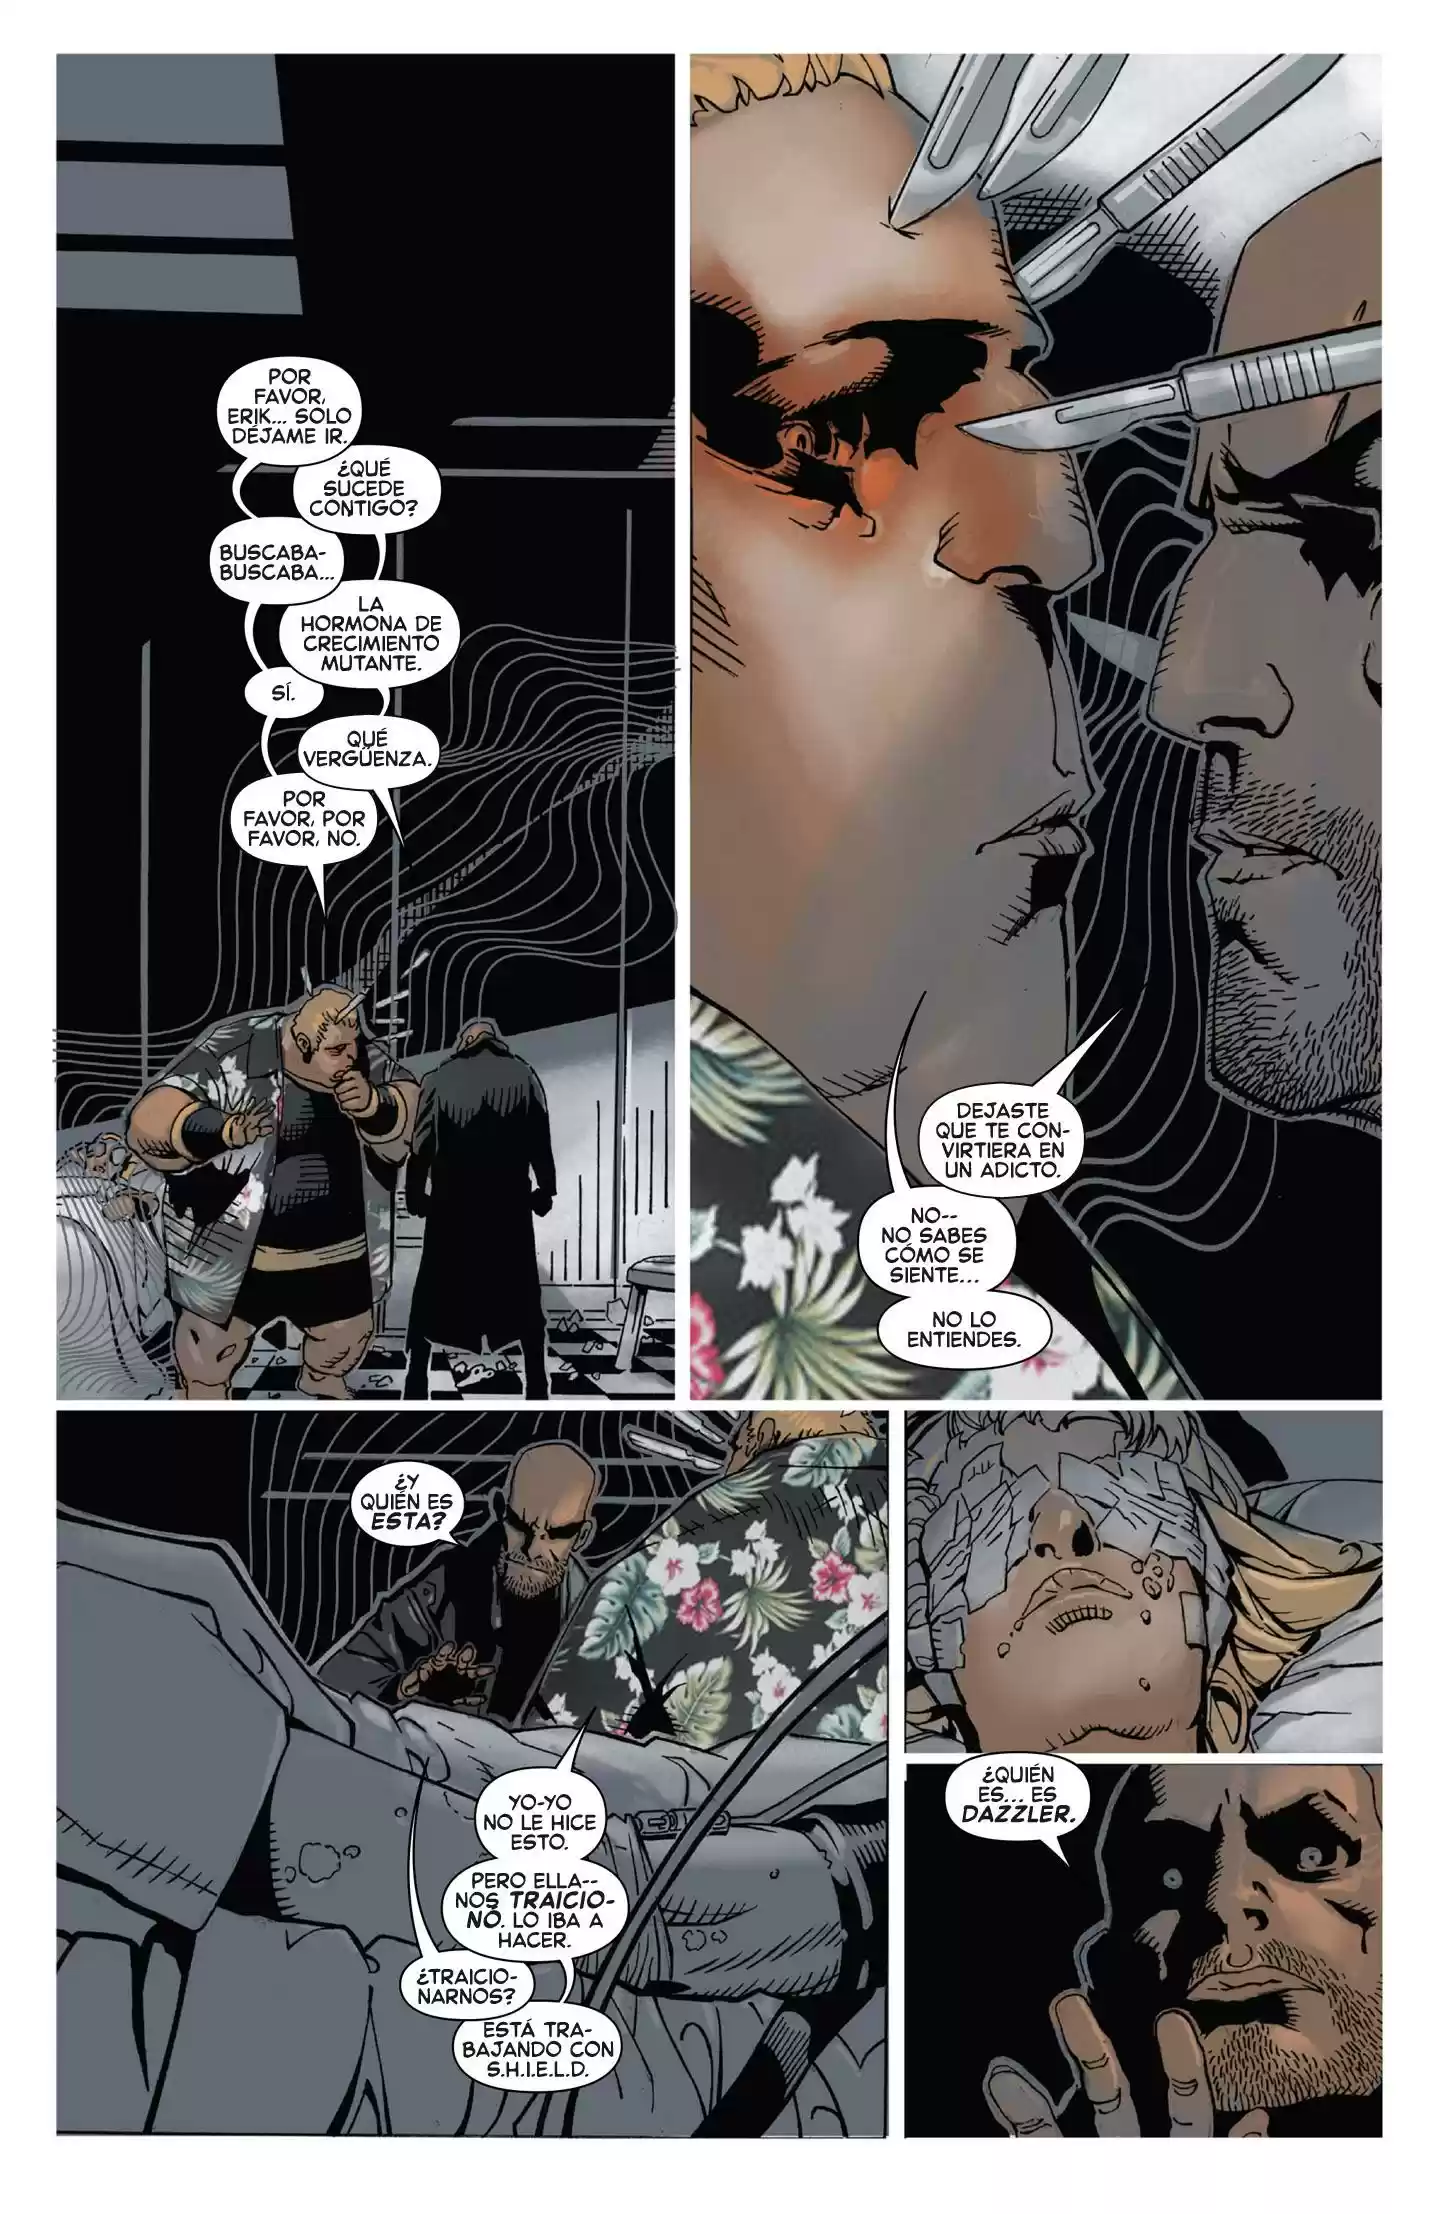 POR
FAVOR,
ERIK... SOLO
DÉJAME IR.
¿QUÉ
SUCEDE
CONTIGO?
BUSCABA-
BUSCABA...
LA
HORMONA DE
CRECIMIENTO
MUTANTE.
SÍ.
QUÉ
VERGÜENZA.
POR
FAVOR, POR
FAVOR, NO.
DEJASTE
QUE TE CON-
VIRTIERA EN
UN ADICTO.
NO--
NO SABES
CÓMO SE
SIENTE...
NO LO
ENTIENDES.
¿Y
QUIÉN ES
ESTA?
YO-YO
NO LE HICE
ESTO.
PERO ELLA--
NOS TRAICIO-
NÓ. LO IBA A
HACER.
¿TRAICIO-
NARNOS?
ESTÁ TRA-
BAJANDO CON
S.H.I.E.L.D.
¿QUIÉN
ES... ES
DAZZLER.